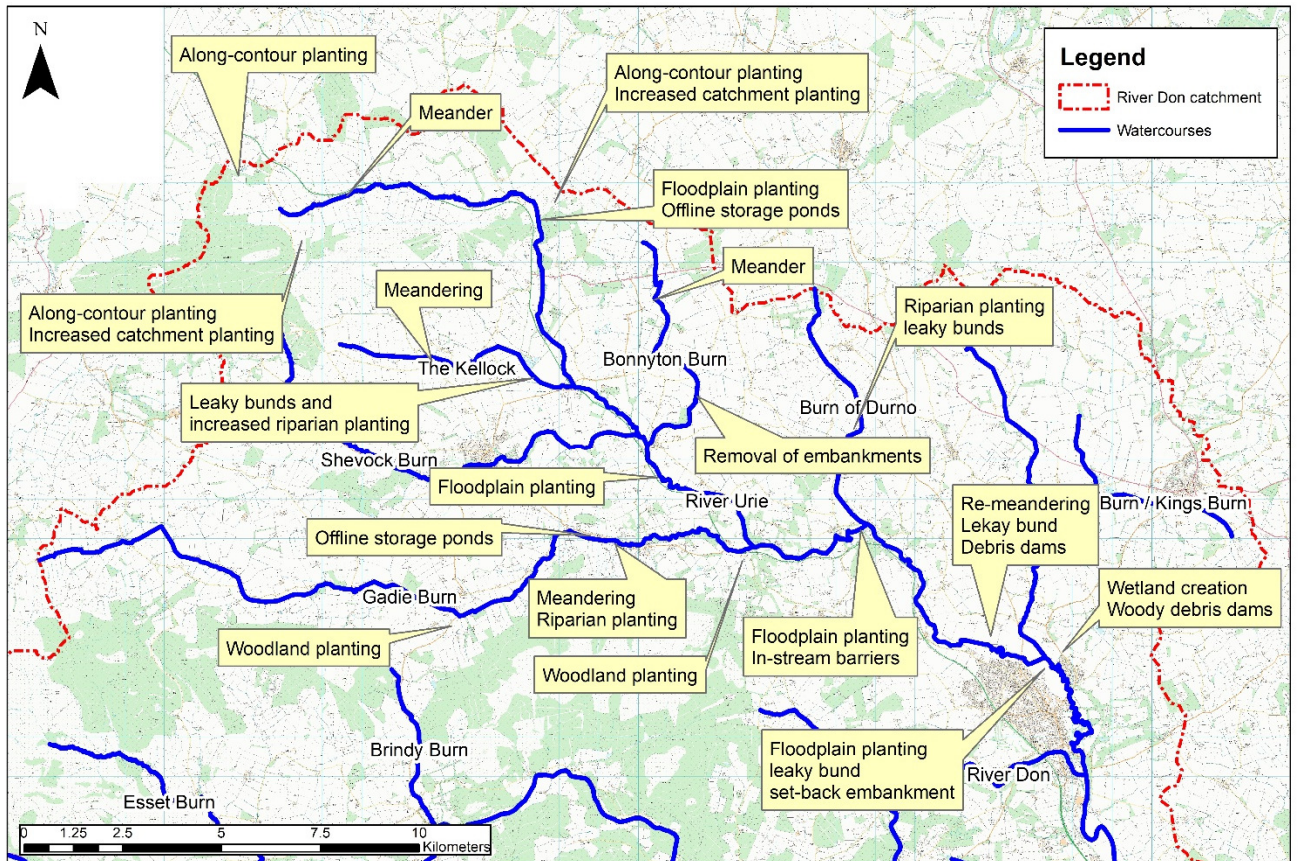 N
Along-contour planting
Meander
Along-contour planting
Increased catchment planting
Legend
River Don catchment
Watercourses
Floodplain planting
Offline storage ponds
Meander
Meandering
Along-contour planting
Increased catchment planting
Riparian planting
leaky bunds
The Kellock
Bonnyton Burn
Leaky bunds and
increased riparian planting
Burn of Durno
Shevock Burn
Removal of embankments
Floodplain planting
River Urie
Re-meandering
Lekay bund
Debris dams
Burn / Kings Burn
Offline storage ponds
Gadie Burn
Meandering
Riparian planting
Wetland creation
Woody debris dams
Woodland planting
Woodland planting
Floodplain planting
In-stream barriers
Brindy Burn
Floodplain planting
leaky bund
set-back embankment
River Don
Esset Burn
0 1.25 2.5 5 7.5 10
Kilometers